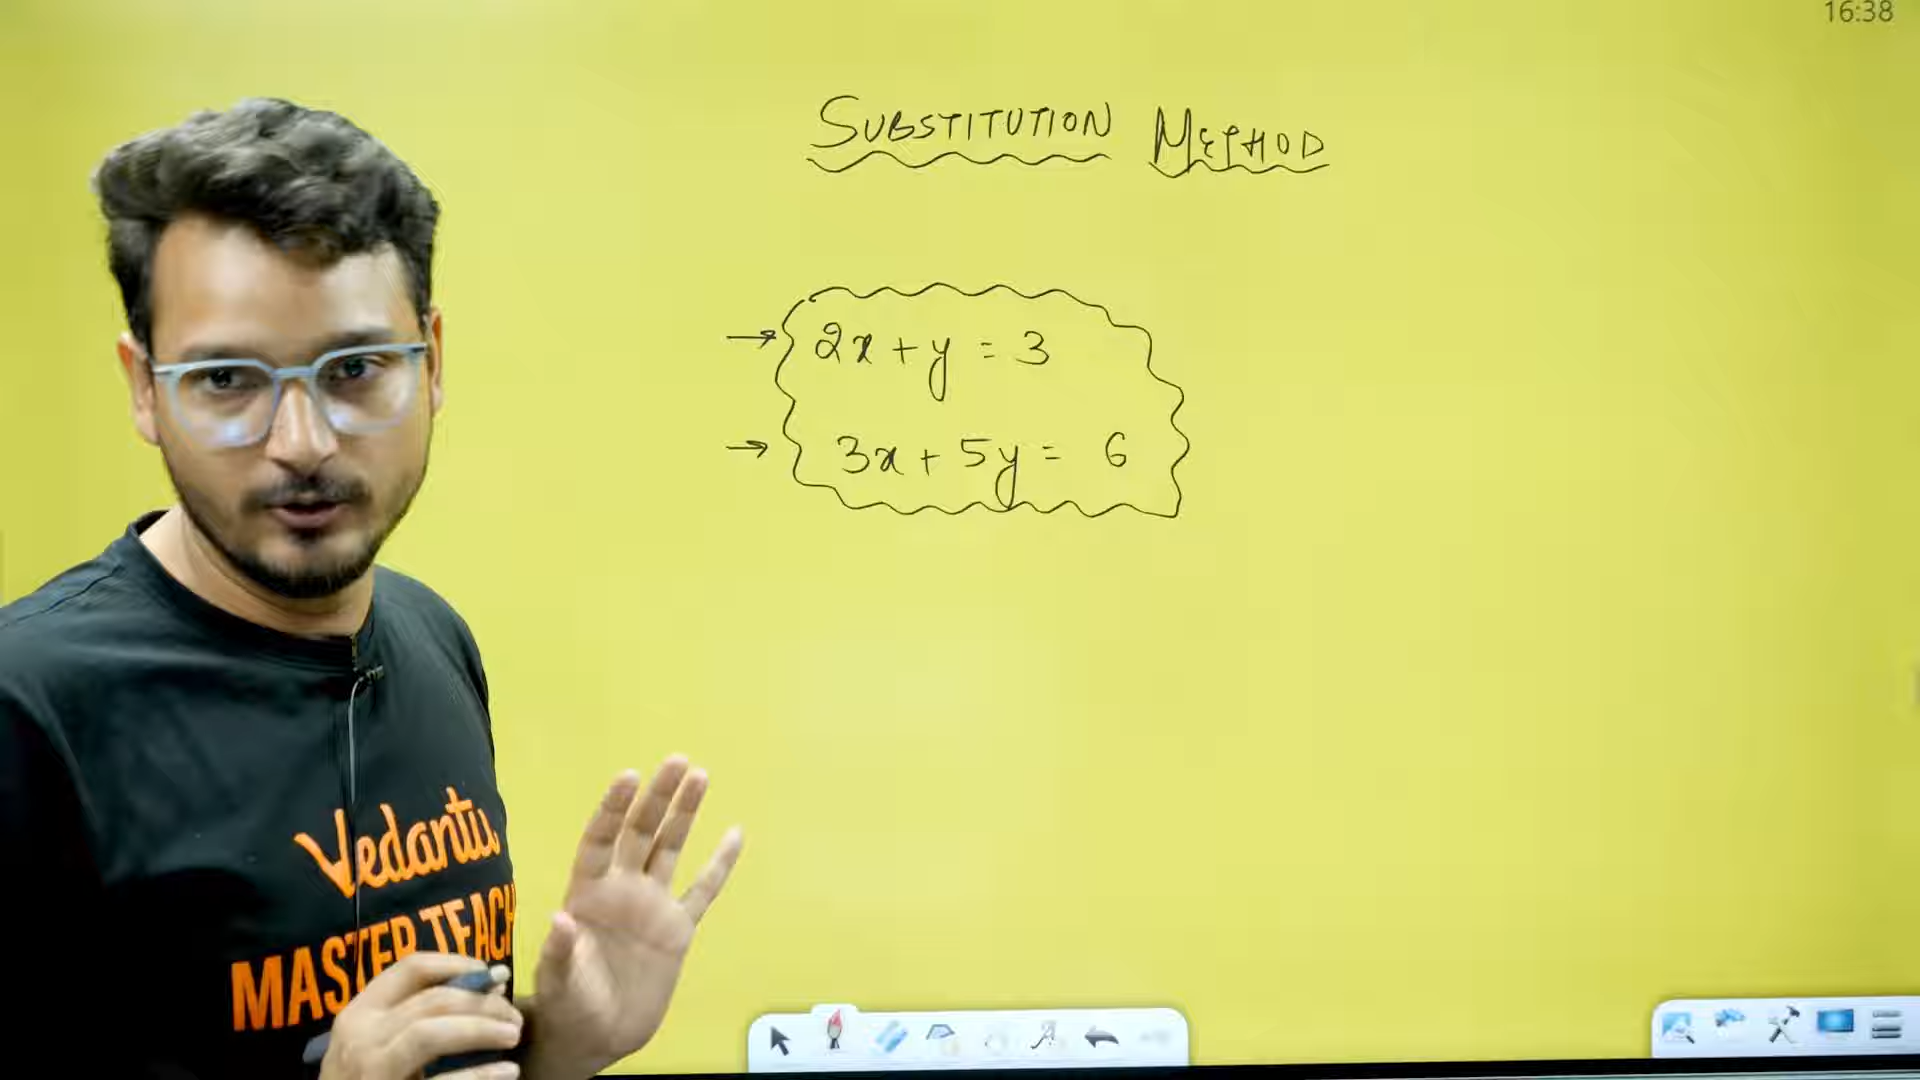 16:38
SUBSTITUTION METHOD
→ 2x + y = 3
→ 3x + 5y = 6
Vedantu
MASTER TEACH